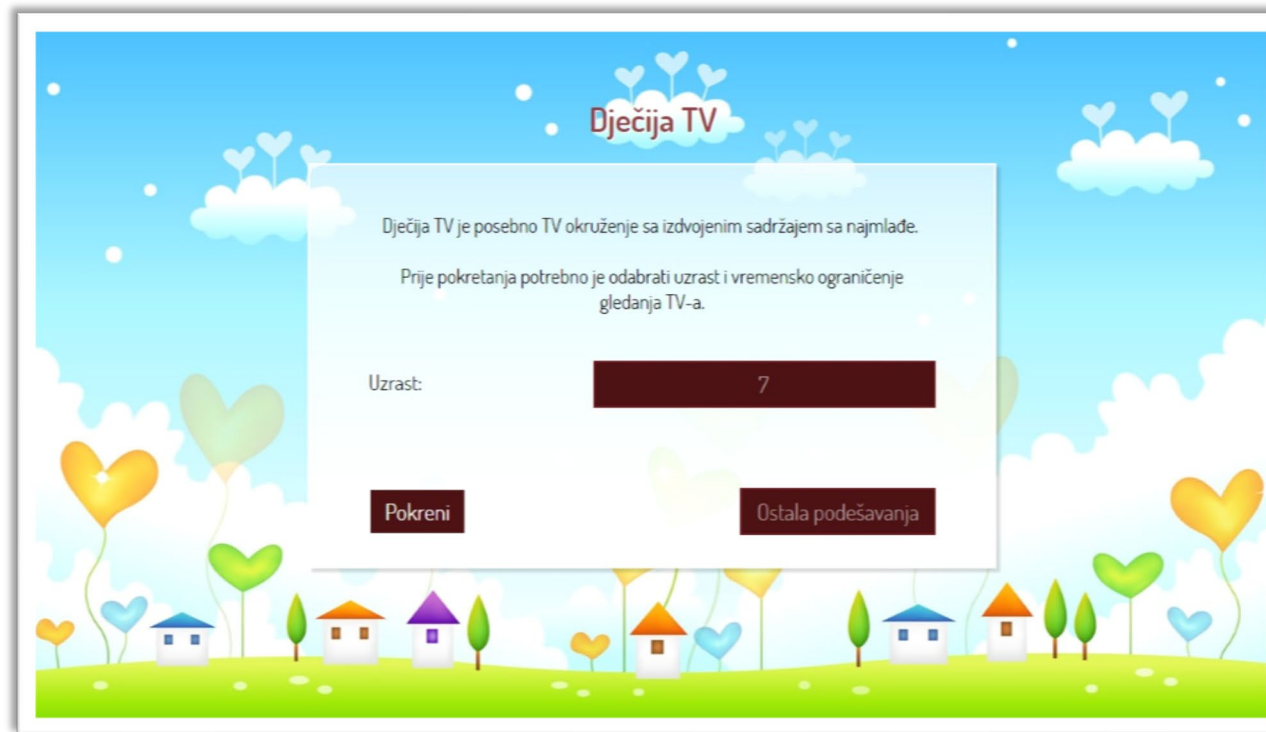 Dječija TV
Dječija TV je posebno TV okruženje sa izdvojenim sadržajem sa najmlađe.
Prije pokretanja potrebno je odabrati uzrast i vremensko ograničenje
gledanja TV-a.
Uzrast:
7
Pokreni
Ostala podešavanja